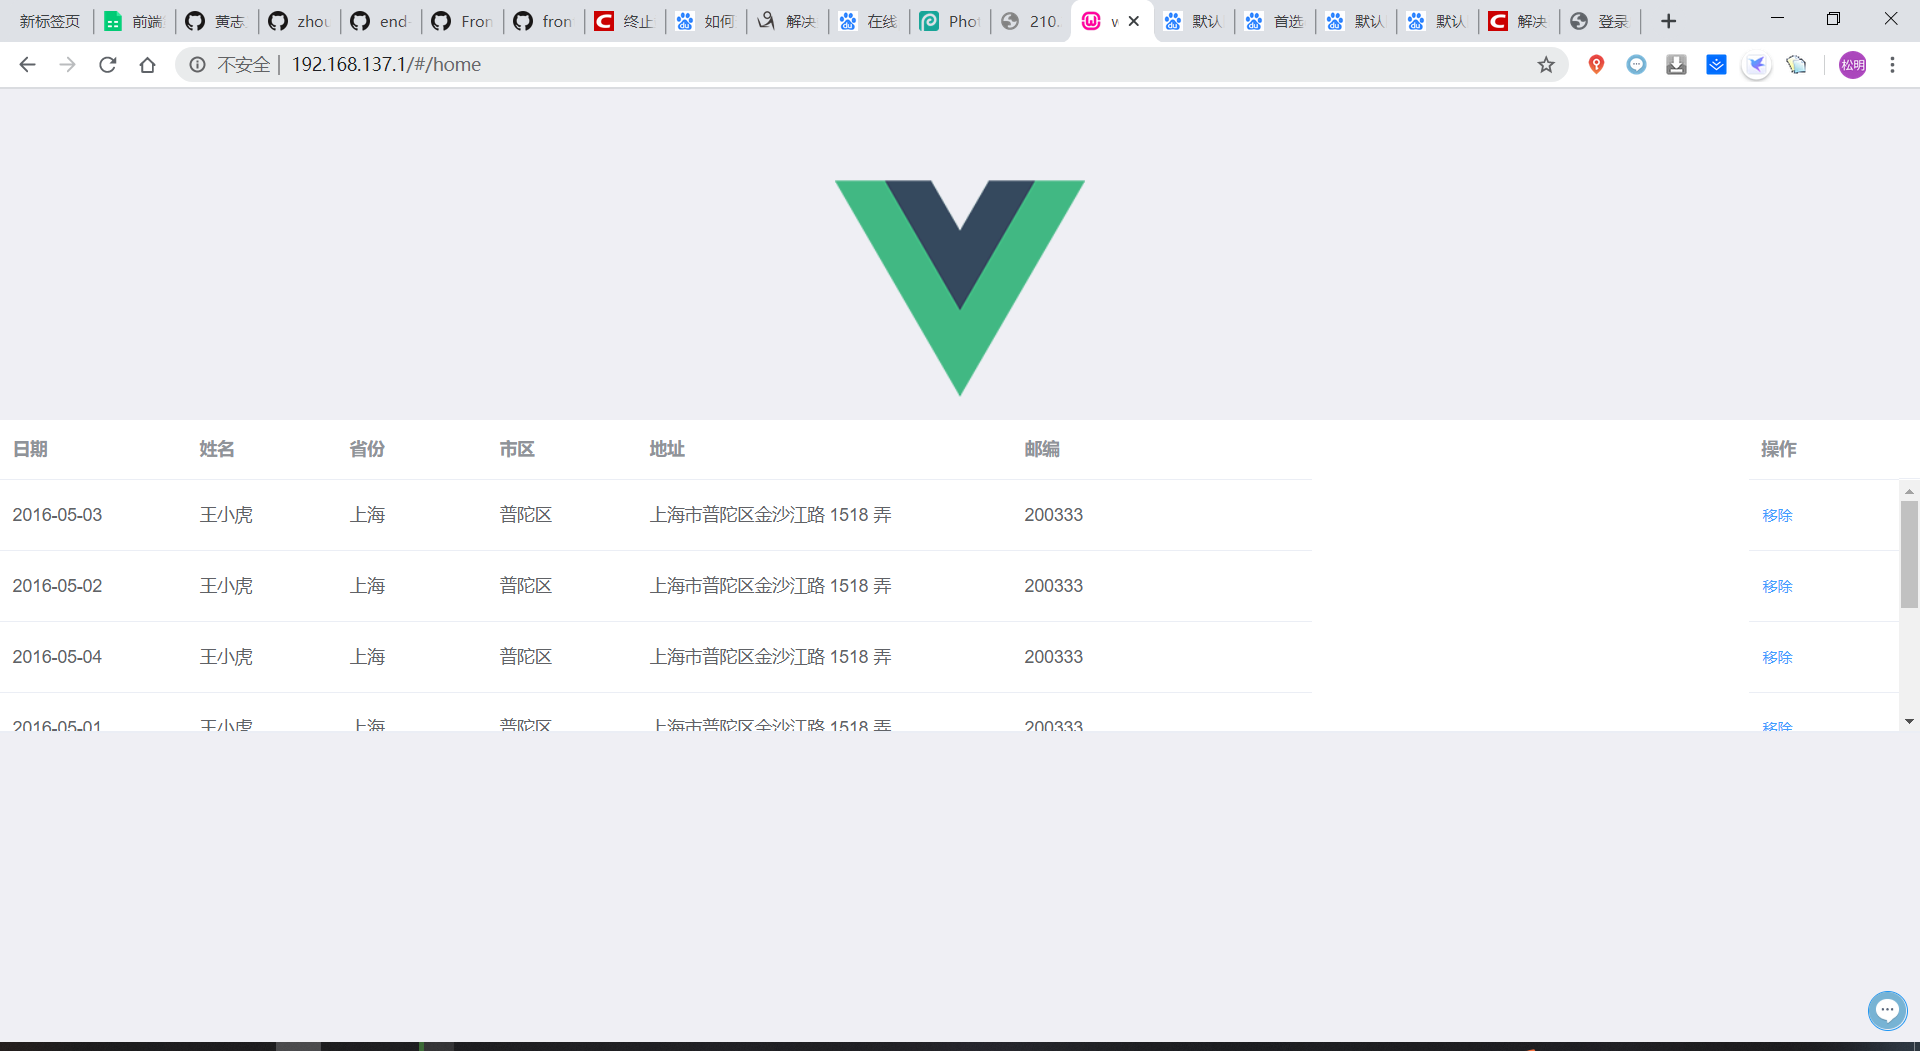 新标签页 前端 黄志 zhou end- Fron fron 终止 如何 解决 在线 Phot 210. w 默认 首选 默认 默认 解决 登录
不安全 192.168.137.1/#/home 松明
日期 姓名 省份 市区 地址 邮编 操作
2016-05-03 王小虎 上海 普陀区 上海市普陀区金沙江路 1518 弄 200333 移除
2016-05-02 王小虎 上海 普陀区 上海市普陀区金沙江路 1518 弄 200333 移除
2016-05-04 王小虎 上海 普陀区 上海市普陀区金沙江路 1518 弄 200333 移除
2016-05-01 王小虎 上海 普陀区 上海市普陀区金沙江路 1518 弄 200333 移除